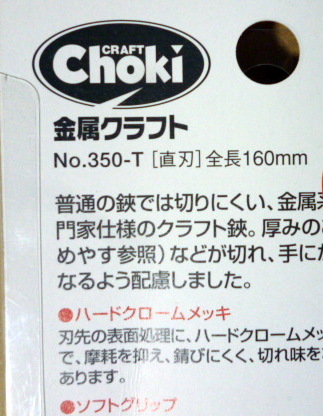 CRAFT
Choki
金属クラフト
No.350-T [直刃]全長160mm
普通の鋏では切りにくい、金属
門家仕様のクラフト鋏。厚みの
めやす参照)などが切れ、手に
なるよう配慮しました。
●ハードクロームメッキ
刃先の表面処理に、ハードクロームメッ
で、摩耗を抑え、錆びにくく、切れ味を
あります。
●ソフトグリップ